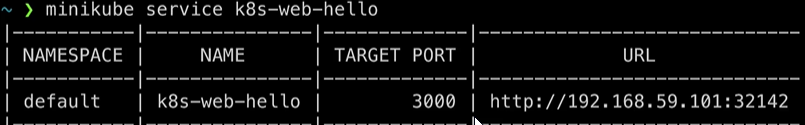 ~ ❯ minikube service k8s-web-hello
|-----------|---------------|-------------|-----------------------------
| NAMESPACE |     NAME      | TARGET PORT |             URL
|-----------|---------------|-------------|-----------------------------
| default   | k8s-web-hello |        3000 | http://192.168.59.101:32142